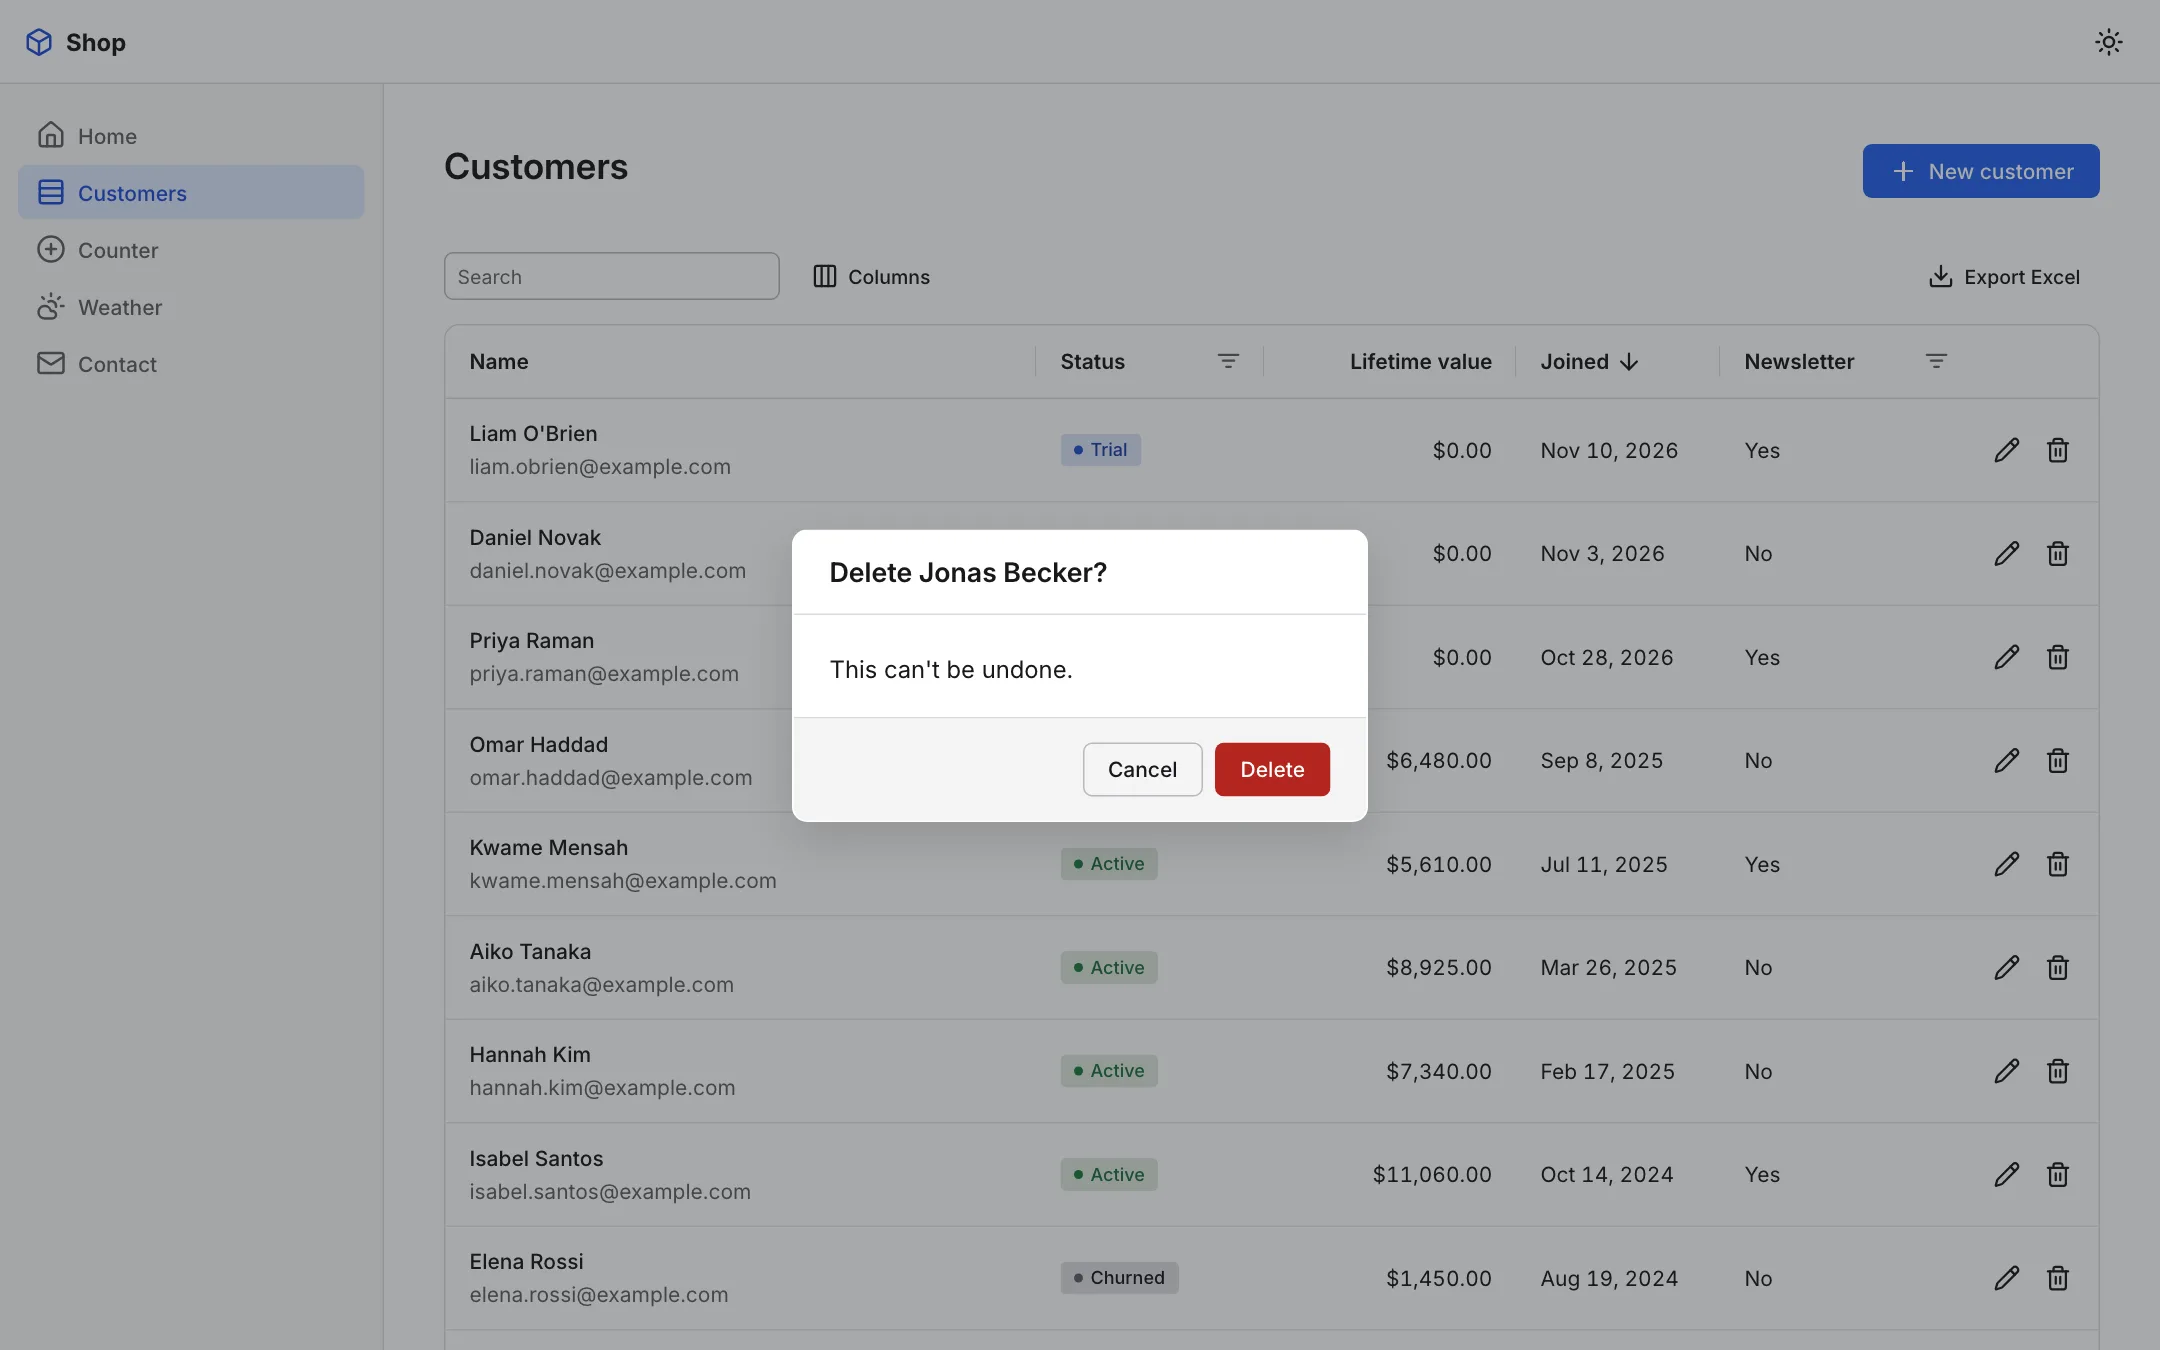 Shop
Home
Customers
Counter
Weather
Contact
Customers
New customer
Search
Columns
Export Excel
Name Status Lifetime value Joined Newsletter
Liam O'Brien
liam.obrien@example.com
Trial $0.00 Nov 10, 2026 Yes
Daniel Novak
daniel.novak@example.com
$0.00 Nov 3, 2026 No
Priya Raman
priya.raman@example.com
$0.00 Oct 28, 2026 Yes
Omar Haddad
omar.haddad@example.com
$6,480.00 Sep 8, 2025 No
Kwame Mensah
kwame.mensah@example.com
Active $5,610.00 Jul 11, 2025 Yes
Aiko Tanaka
aiko.tanaka@example.com
Active $8,925.00 Mar 26, 2025 No
Hannah Kim
hannah.kim@example.com
Active $7,340.00 Feb 17, 2025 No
Isabel Santos
isabel.santos@example.com
Active $11,060.00 Oct 14, 2024 Yes
Elena Rossi
elena.rossi@example.com
Churned $1,450.00 Aug 19, 2024 No
Delete Jonas Becker?
This can't be undone.
Cancel Delete